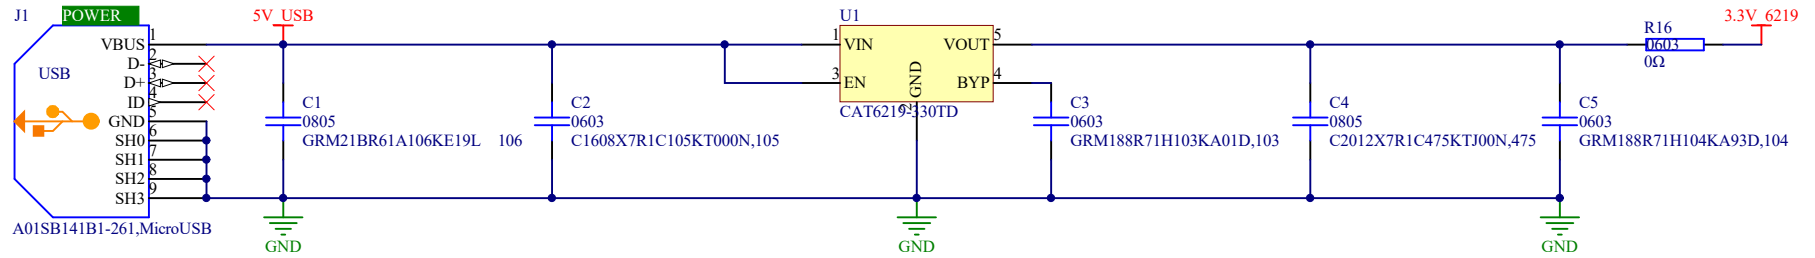 J1
POWER
5V_USB
U1
3.3V_6219
R16
0603
0Ω
USB
VBUS 1
D- 2
D+ 3
ID 4
GND 5
SH0 6
SH1 7
SH2 8
SH3 9
A01SB141B1-261,MicroUSB
C1
0805
GRM21BR61A106KE19L 106
C2
0603
C1608X7R1C105KT000N,105
1 VIN
3 EN
VOUT 5
BYP 4
2 GND
CAT6219-330TD
C3
0603
GRM188R71H103KA01D,103
C4
0805
C2012X7R1C475KTJ00N,475
C5
0603
GRM188R71H104KA93D,104
GND
GND
GND